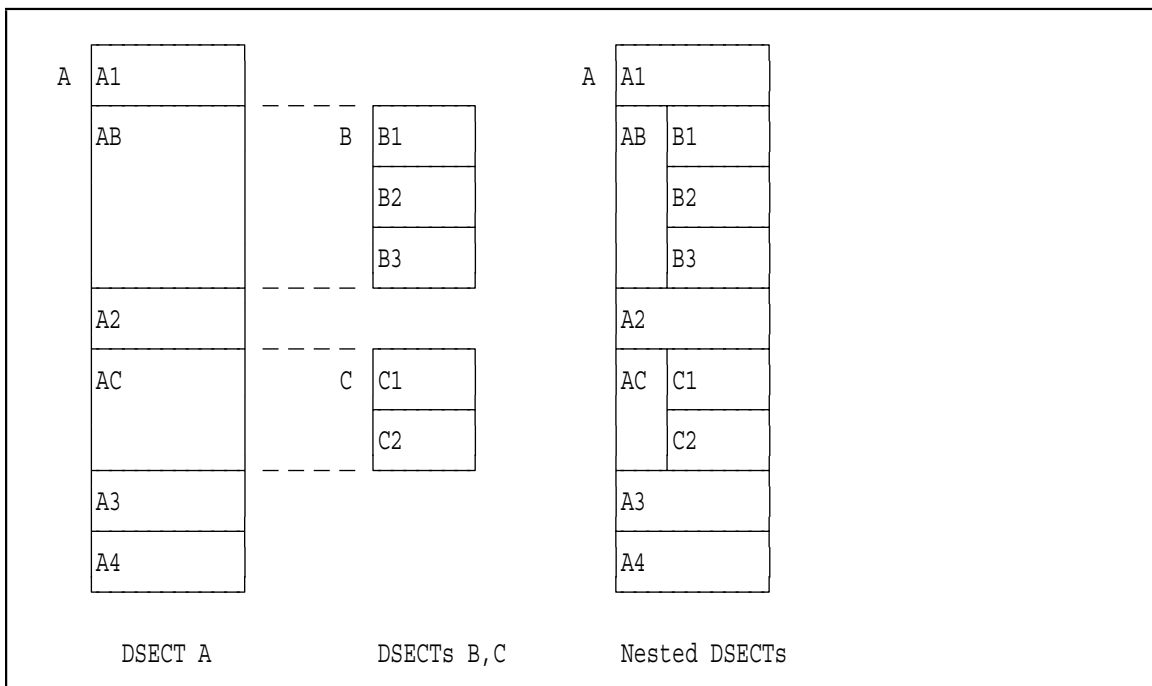 A A1 A A1
AB B B1 AB B1
B2 B2
B3 B3
A2 A2
AC C C1 AC C1
C2 C2
A3 A3
A4 A4
DSECT A DSECTs B,C Nested DSECTs